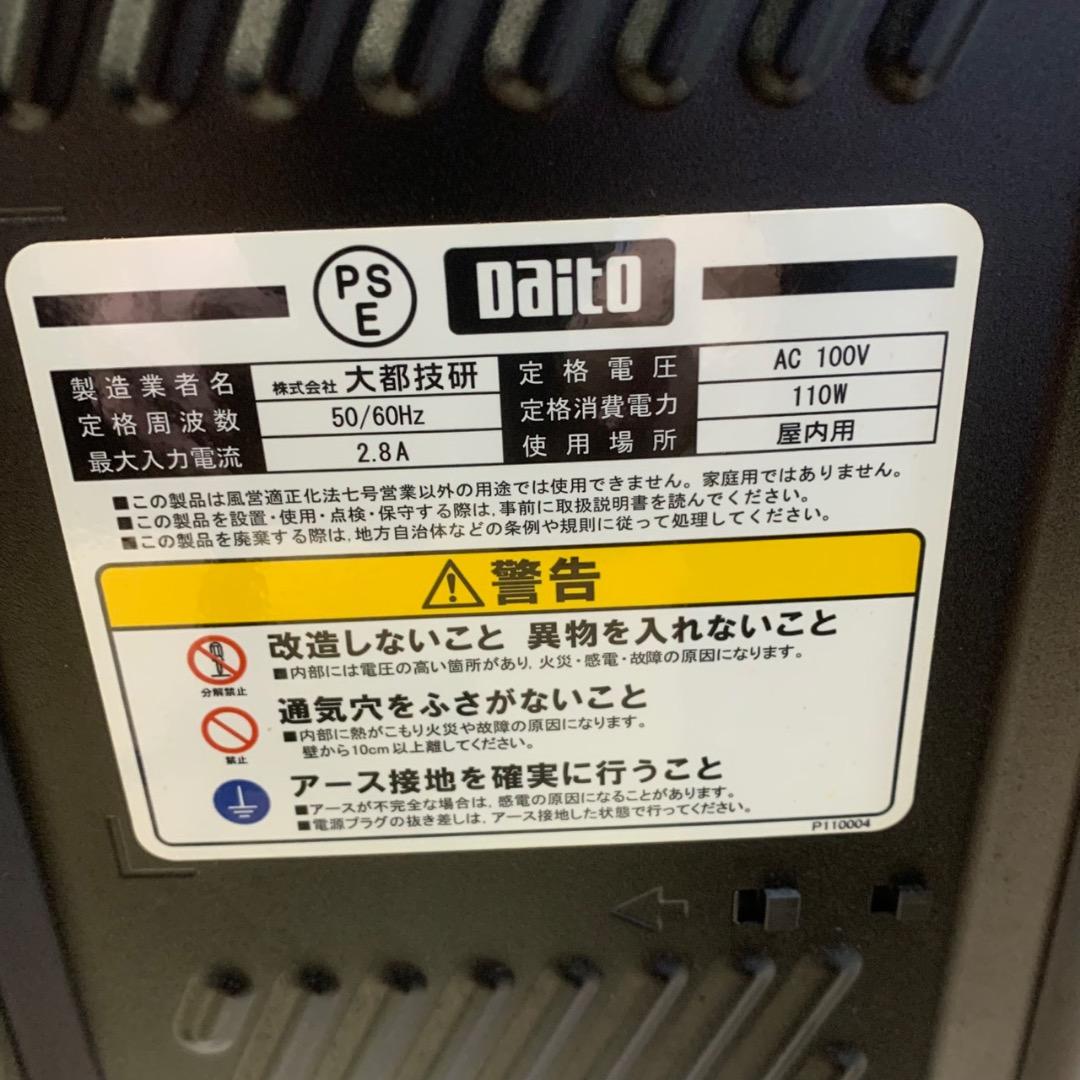 PSE
Daito
製造業者名 株式会社 大都技研 定格電圧 AC 100V
定格周波数 50/60Hz 定格消費電力 110W
最大入力電流 2.8A 使用場所 屋内用
■この製品は風営適正化法七号営業以外の用途では使用できません。家庭用ではありません。
■この製品を設置・使用・点検・保守する際は,事前に取扱説明書を読んでください。
■この製品を廃棄する際は,地方自治体などの条例や規則に従って処理してください。
警告
改造しないこと 異物を入れないこと
■内部には電圧の高い箇所があり,火災・感電・故障の原因になります。
分解禁止
通気穴をふさがないこと
■内部に熱がこもり火災や故障の原因になります。
壁から10cm以上離してください。
禁止
アース接地を確実に行うこと
■アースが不完全な場合は,感電の原因になることがあります。
■電源プラグの抜き差しは,アース接地した状態で行ってください。
P110004